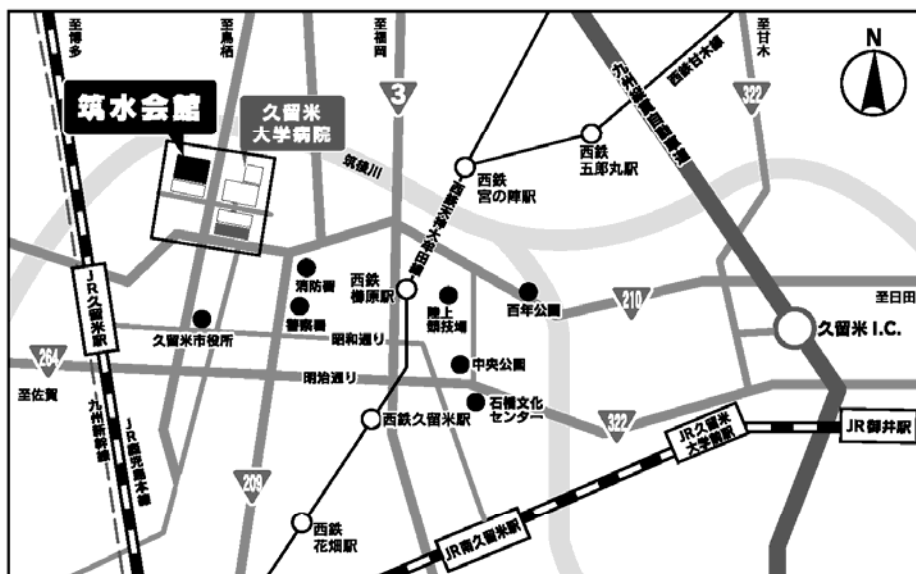 至博多
至鳥栖
至福岡
至甘木
N
3
322
西鉄甘木線
九州縦貫自動車道
筑水会館
久留米
大学病院
筑後川
西鉄
五郎丸駅
西鉄
宮の陣駅
西鉄天神大牟田線
JR久留米駅
消防署
警察署
久留米市役所
西鉄
櫛原駅
陸上
競技場
百年公園
210
至日田
久留米 I.C.
昭和通り
264
至佐賀
明治通り
中央公園
石橋文化
センター
西鉄久留米駅
322
JR久留米
大学前駅
JR御井駅
九州新幹線
JR鹿児島本線
209
西鉄
花畑駅
JR南久留米駅